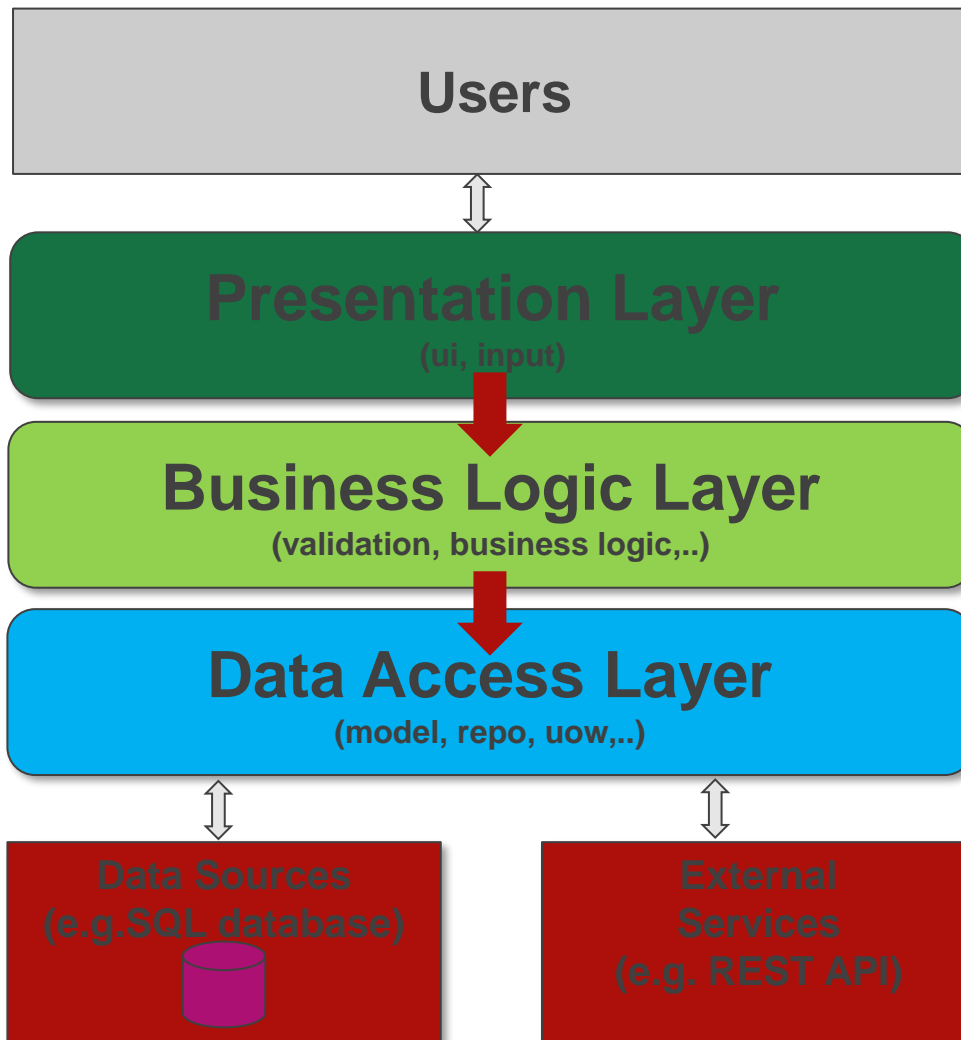 Users
Presentation Layer
(ui, input)
Business Logic Layer
(validation, business logic,..)
Data Access Layer
(model, repo, uow,..)
Data Sources
(e.g.SQL database)
External
Services
(e.g. REST API)